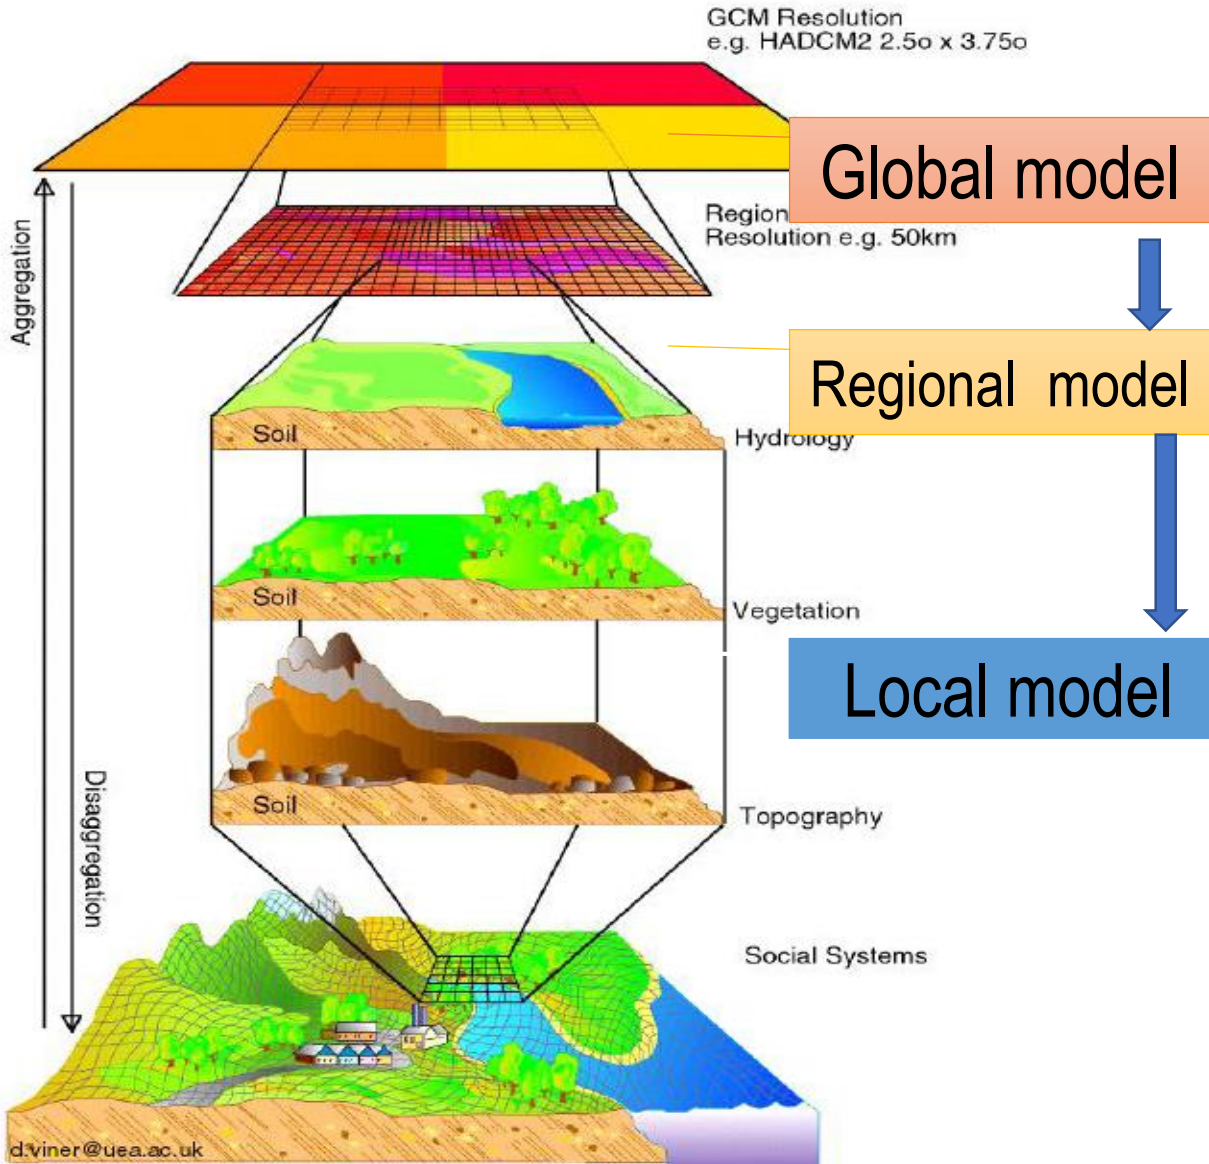 GCM Resolution
e.g. HADCM2 2.5o x 3.75o
Global model
Region
Resolution e.g. 50km
Aggregation
Regional model
Soil
Hydrology
Soil
Vegetation
Local model
Soil
Topography
Disaggregation
Social Systems
d.viner@uea.ac.uk